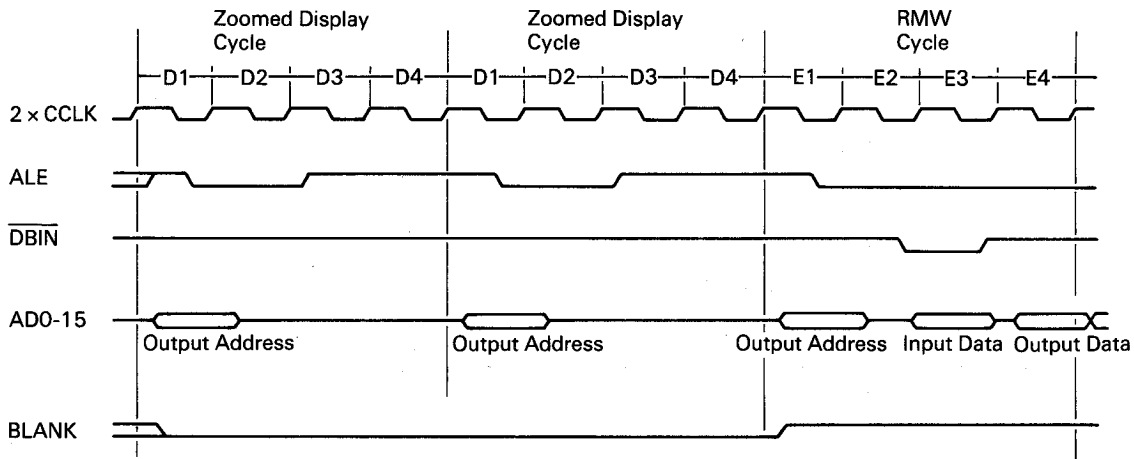 Zoomed Display
Cycle
Zoomed Display
Cycle
RMW
Cycle
D1 D2 D3 D4 D1 D2 D3 D4 E1 E2 E3 E4
2 x CCLK
ALE
DBIN
AD0-15
Output Address Output Address Output Address Input Data Output Data
BLANK